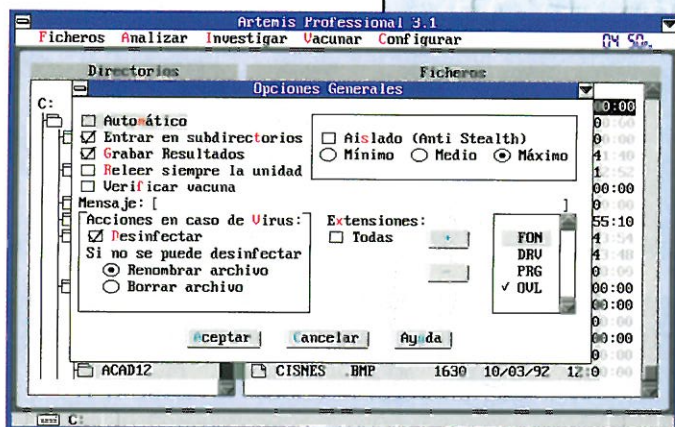 Artemis Professional 3.1
Ficheros Analizar Investigar Vacunar Configurar
Directorios Ficheros
Opciones Generales
C:
Automático
Entrar en subdirectorios
Grabar Resultados
Releer siempre la unidad
Verificar vacuna
Aislado (Anti Stealth)
Mínimo Medio Máximo
Mensaje: [ ]
Acciones en caso de Virus:
Desinfectar
Si no se puede desinfectar
Renombrar archivo
Borrar archivo
Extensiones:
Todas
+
-
FON
DRV
PRG
✓ OVL
Aceptar Cancelar Ayuda
ACAD12 CISNES .BMP 1630 10/03/92 12:0
C: